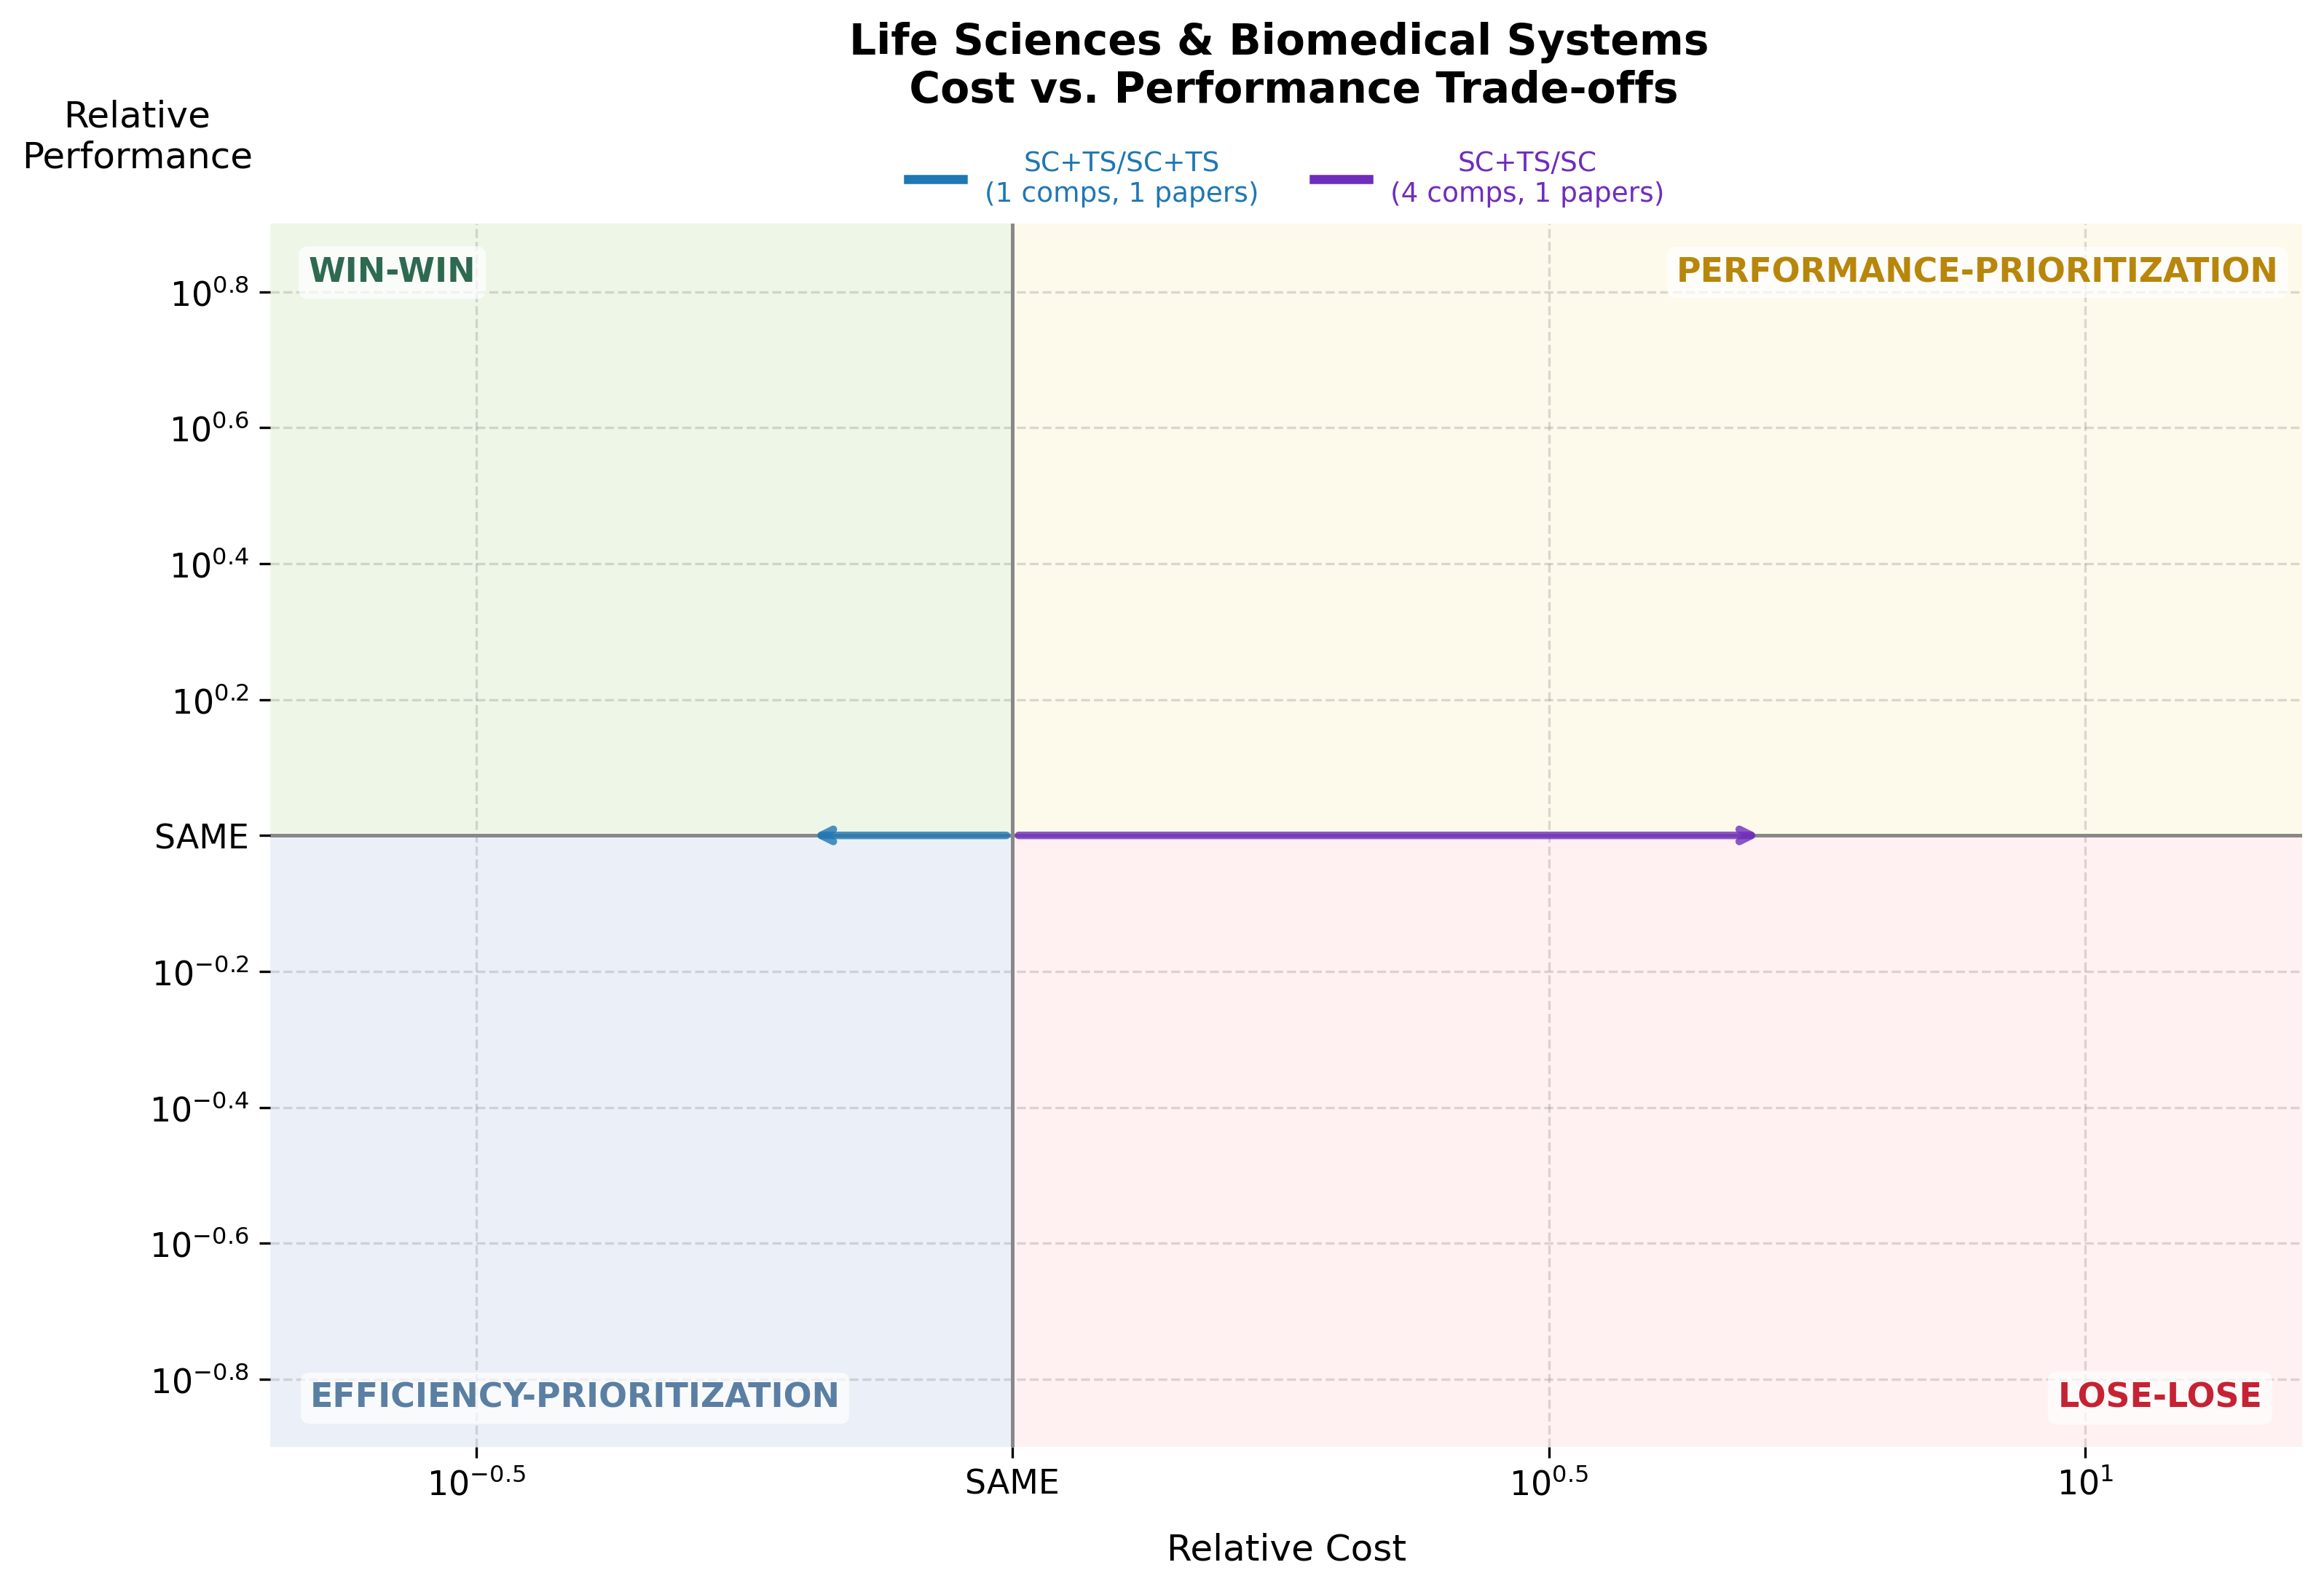 Life Sciences & Biomedical Systems
Cost vs. Performance Trade-offs
Relative
Performance
SC+TS/SC+TS
(1 comps, 1 papers)
SC+TS/SC
(4 comps, 1 papers)
WIN-WIN
PERFORMANCE-PRIORITIZATION
10^0.8
10^0.6
10^0.4
10^0.2
SAME
10^−0.2
10^−0.4
10^−0.6
10^−0.8
EFFICIENCY-PRIORITIZATION
LOSE-LOSE
10^−0.5
SAME
10^0.5
10^1
Relative Cost